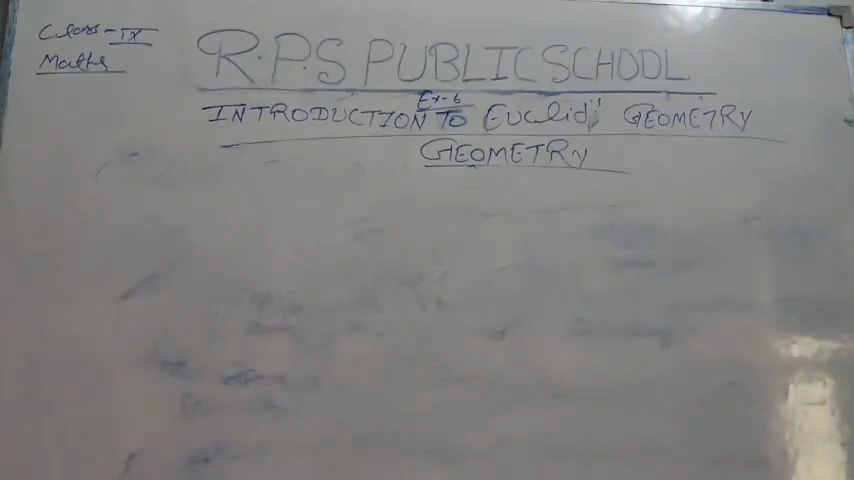 Class - IX
Maths
R.P.S PUBLIC SCHOOL
Ex-6
INTRODUCTION TO Euclid's GEOMETRY
GEOMETRY